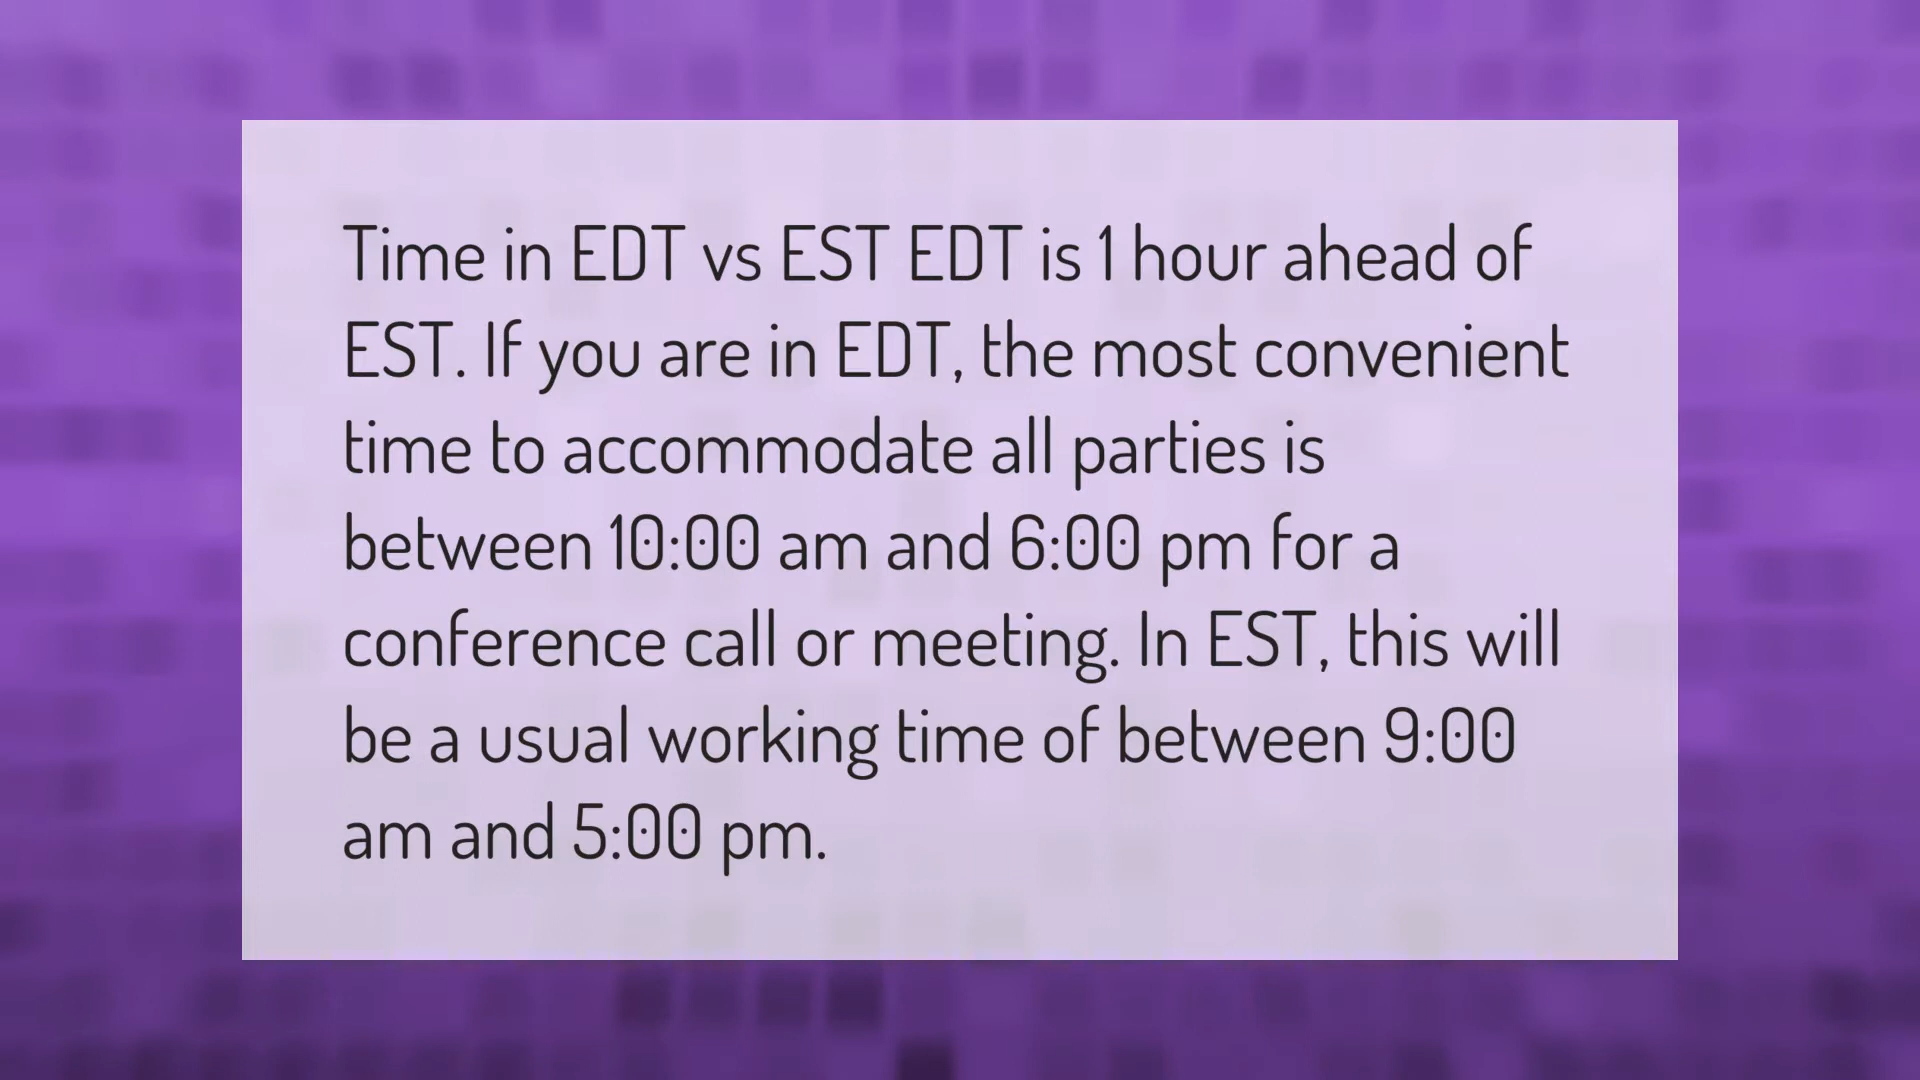 Time in EDT vs EST EDT is 1 hour ahead of
EST. If you are in EDT, the most convenient
time to accommodate all parties is
between 10:00 am and 6:00 pm for a
conference call or meeting. In EST, this will
be a usual working time of between 9:00
am and 5:00 pm.